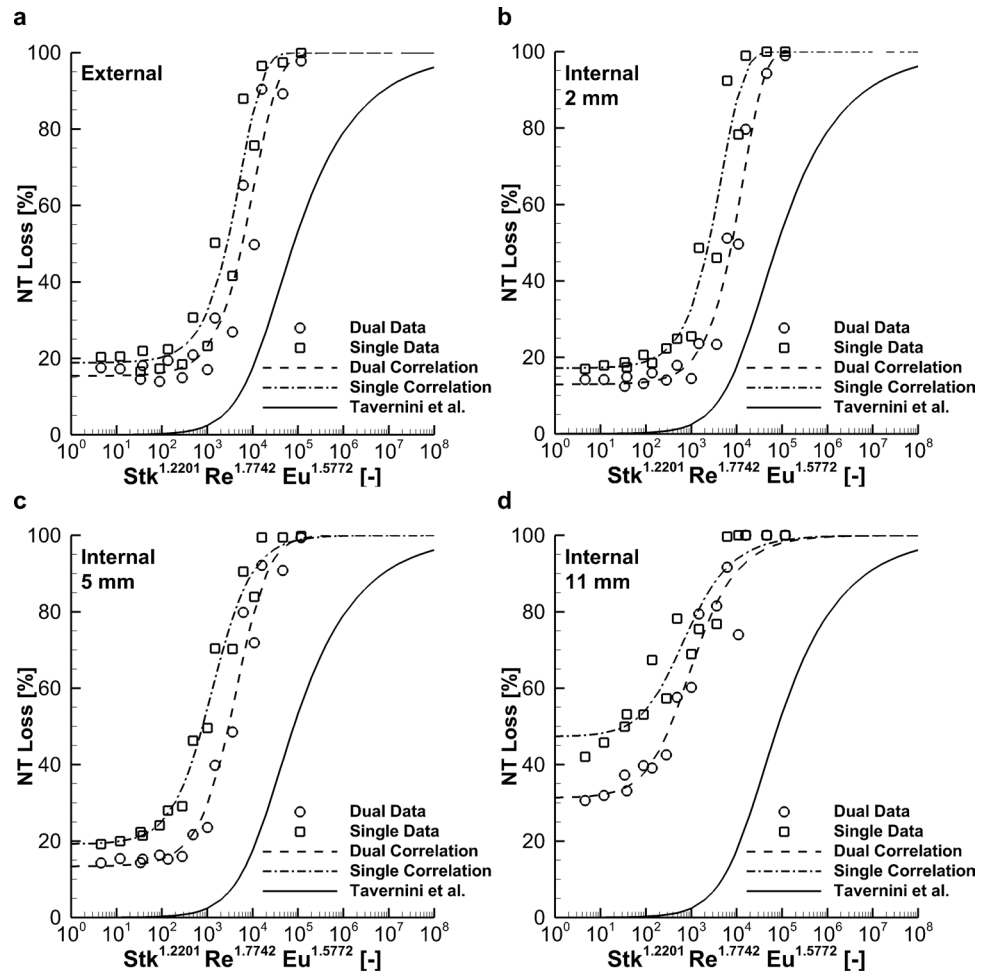 a
External
NT Loss [%]
100
80
60
40
20
0
Dual Data
Single Data
Dual Correlation
Single Correlation
Tavernini et al.
10⁰ 10¹ 10² 10³ 10⁴ 10⁵ 10⁶ 10⁷ 10⁸
Stk^1.2201 Re^1.7742 Eu^1.5772 [-]
b
Internal
2 mm
NT Loss [%]
100
80
60
40
20
0
Dual Data
Single Data
Dual Correlation
Single Correlation
Tavernini et al.
10⁰ 10¹ 10² 10³ 10⁴ 10⁵ 10⁶ 10⁷ 10⁸
Stk^1.2201 Re^1.7742 Eu^1.5772 [-]
c
Internal
5 mm
NT Loss [%]
100
80
60
40
20
0
Dual Data
Single Data
Dual Correlation
Single Correlation
Tavernini et al.
10⁰ 10¹ 10² 10³ 10⁴ 10⁵ 10⁶ 10⁷ 10⁸
Stk^1.2201 Re^1.7742 Eu^1.5772 [-]
d
Internal
11 mm
NT Loss [%]
100
80
60
40
20
0
Dual Data
Single Data
Dual Correlation
Single Correlation
Tavernini et al.
10⁰ 10¹ 10² 10³ 10⁴ 10⁵ 10⁶ 10⁷ 10⁸
Stk^1.2201 Re^1.7742 Eu^1.5772 [-]